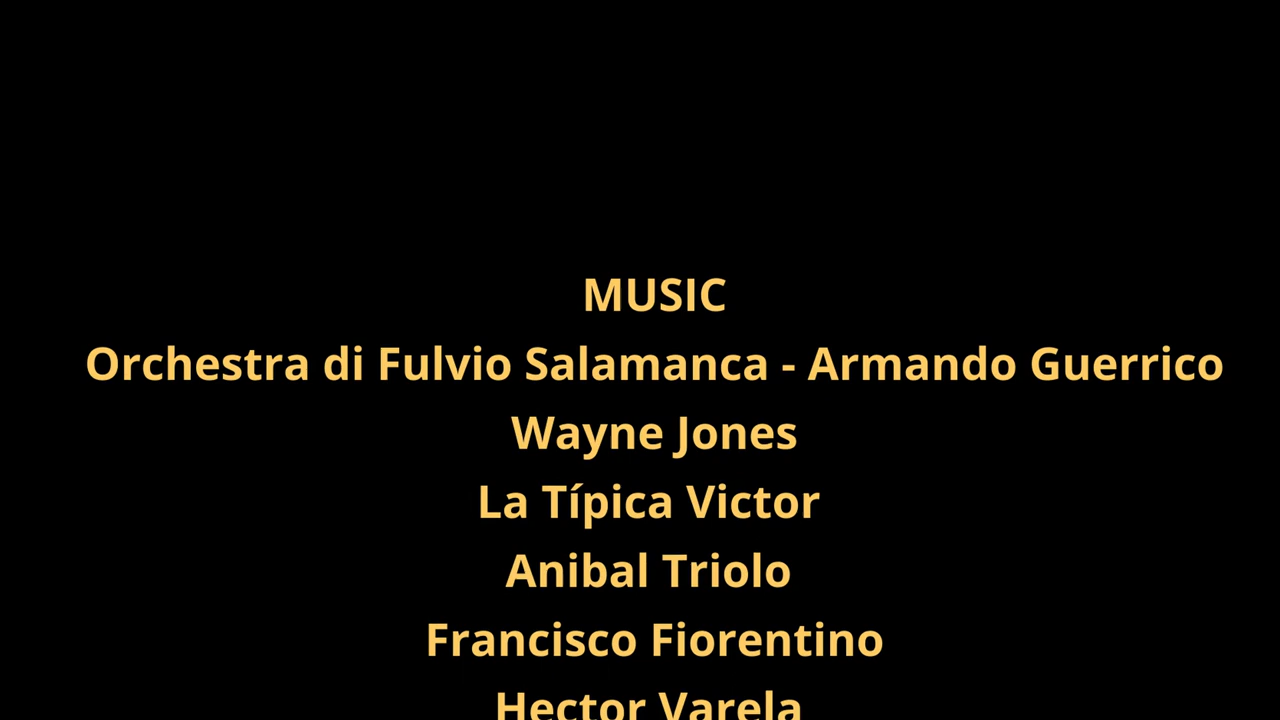 MUSIC
Orchestra di Fulvio Salamanca - Armando Guerrico
Wayne Jones
La Típica Victor
Anibal Triolo
Francisco Fiorentino
Hector Varela